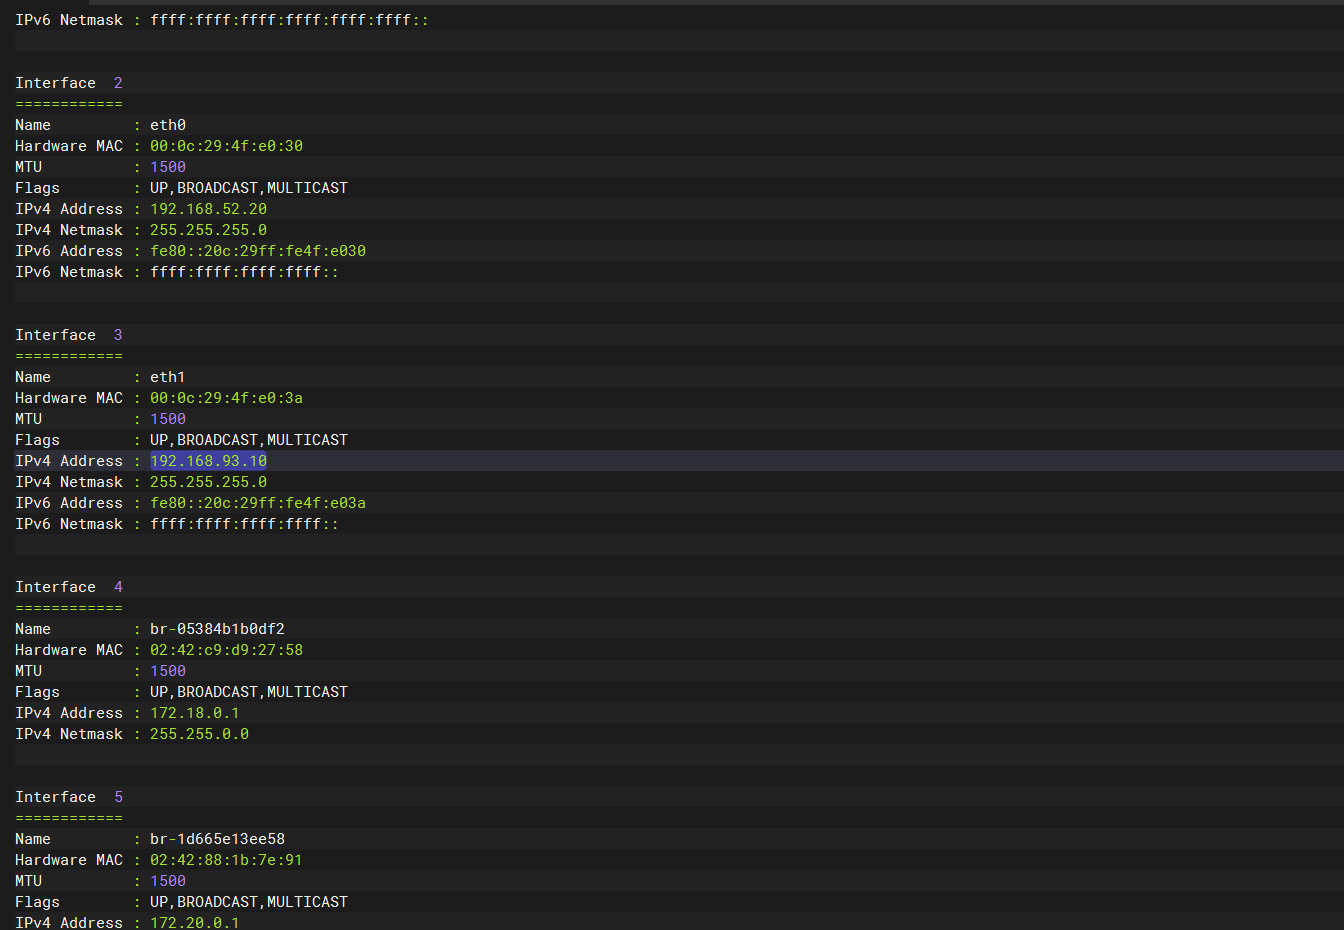 IPv6 Netmask : ffff:ffff:ffff:ffff:ffff:ffff::
Interface  2
============
Name         : eth0
Hardware MAC : 00:0c:29:4f:e0:30
MTU          : 1500
Flags        : UP,BROADCAST,MULTICAST
IPv4 Address : 192.168.52.20
IPv4 Netmask : 255.255.255.0
IPv6 Address : fe80::20c:29ff:fe4f:e030
IPv6 Netmask : ffff:ffff:ffff:ffff::
Interface  3
============
Name         : eth1
Hardware MAC : 00:0c:29:4f:e0:3a
MTU          : 1500
Flags        : UP,BROADCAST,MULTICAST
IPv4 Address : 192.168.93.10
IPv4 Netmask : 255.255.255.0
IPv6 Address : fe80::20c:29ff:fe4f:e03a
IPv6 Netmask : ffff:ffff:ffff:ffff::
Interface  4
============
Name         : br-05384b1b0df2
Hardware MAC : 02:42:c9:d9:27:58
MTU          : 1500
Flags        : UP,BROADCAST,MULTICAST
IPv4 Address : 172.18.0.1
IPv4 Netmask : 255.255.0.0
Interface  5
============
Name         : br-1d665e13ee58
Hardware MAC : 02:42:88:1b:7e:91
MTU          : 1500
Flags        : UP,BROADCAST,MULTICAST
IPv4 Address : 172.20.0.1